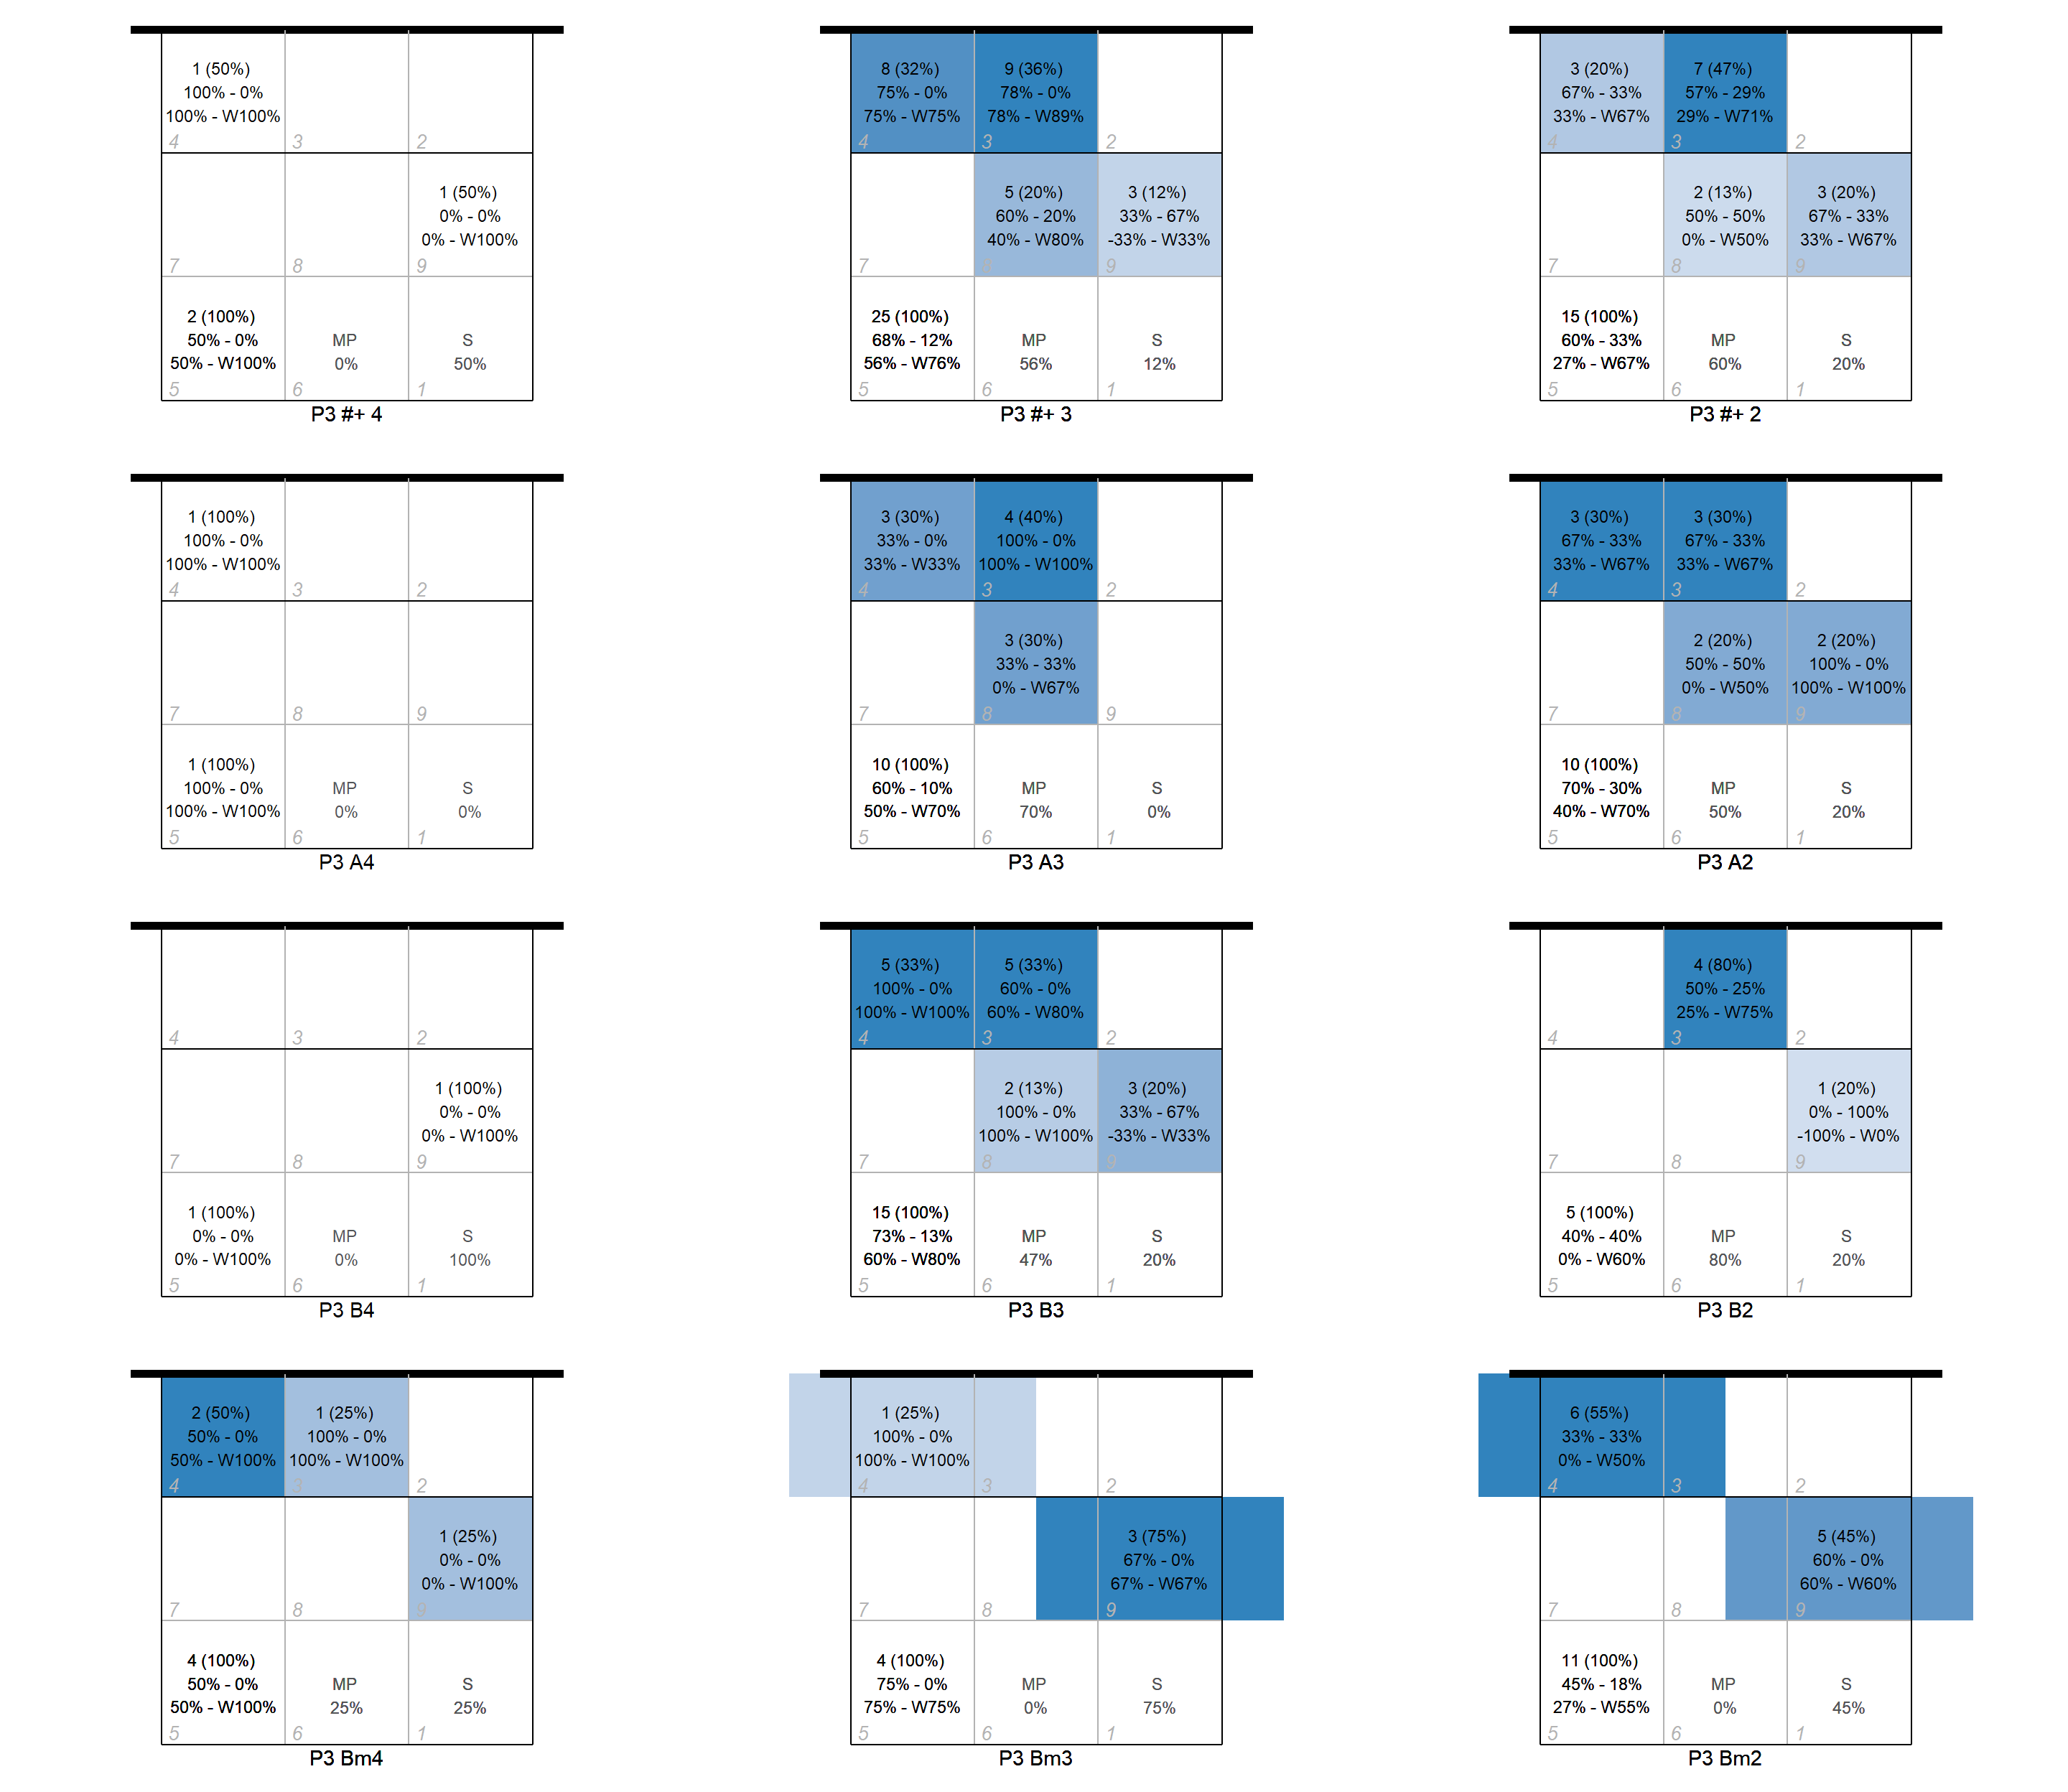 1 (50%)
100% - 0%
100% - W100%
4
3
2
7
8
1 (50%)
0% - 0%
0% - W100%
9
2 (100%)
50% - 0%
50% - W100%
5
MP
0%
6
S
50%
1
P3 #+ 4
8 (32%)
75% - 0%
75% - W75%
4
9 (36%)
78% - 0%
78% - W89%
3
2
7
5 (20%)
60% - 20%
40% - W80%
8
3 (12%)
33% - 67%
-33% - W33%
9
25 (100%)
68% - 12%
56% - W76%
5
MP
56%
6
S
12%
1
P3 #+ 3
3 (20%)
67% - 33%
33% - W67%
4
7 (47%)
57% - 29%
29% - W71%
3
2
7
2 (13%)
50% - 50%
0% - W50%
8
3 (20%)
67% - 33%
33% - W67%
9
15 (100%)
60% - 33%
27% - W67%
5
MP
60%
6
S
20%
1
P3 #+ 2
1 (100%)
100% - 0%
100% - W100%
4
3
2
7
8
9
1 (100%)
100% - 0%
100% - W100%
5
MP
0%
6
S
0%
1
P3 A4
3 (30%)
33% - 0%
33% - W33%
4
4 (40%)
100% - 0%
100% - W100%
3
2
7
3 (30%)
33% - 33%
0% - W67%
8
9
10 (100%)
60% - 10%
50% - W70%
5
MP
70%
6
S
0%
1
P3 A3
3 (30%)
67% - 33%
33% - W67%
4
3 (30%)
67% - 33%
33% - W67%
3
2
7
2 (20%)
50% - 50%
0% - W50%
8
2 (20%)
100% - 0%
100% - W100%
9
10 (100%)
70% - 30%
40% - W70%
5
MP
50%
6
S
20%
1
P3 A2
4
3
2
7
8
1 (100%)
0% - 0%
0% - W100%
9
1 (100%)
0% - 0%
0% - W100%
5
MP
0%
6
S
100%
1
P3 B4
5 (33%)
100% - 0%
100% - W100%
4
5 (33%)
60% - 0%
60% - W80%
3
2
7
2 (13%)
100% - 0%
100% - W100%
8
3 (20%)
33% - 67%
-33% - W33%
9
15 (100%)
73% - 13%
60% - W80%
5
MP
47%
6
S
20%
1
P3 B3
4
4 (80%)
50% - 25%
25% - W75%
3
2
7
8
1 (20%)
0% - 100%
-100% - W0%
9
5 (100%)
40% - 40%
0% - W60%
5
MP
80%
6
S
20%
1
P3 B2
2 (50%)
50% - 0%
50% - W100%
4
1 (25%)
100% - 0%
100% - W100%
3
2
7
8
1 (25%)
0% - 0%
0% - W100%
9
4 (100%)
50% - 0%
50% - W100%
5
MP
25%
6
S
25%
1
P3 Bm4
1 (25%)
100% - 0%
100% - W100%
4
3
2
7
8
3 (75%)
67% - 0%
67% - W67%
9
4 (100%)
75% - 0%
75% - W75%
5
MP
0%
6
S
75%
1
P3 Bm3
6 (55%)
33% - 33%
0% - W50%
4
3
2
7
8
5 (45%)
60% - 0%
60% - W60%
9
11 (100%)
45% - 18%
27% - W55%
5
MP
0%
6
S
45%
1
P3 Bm2